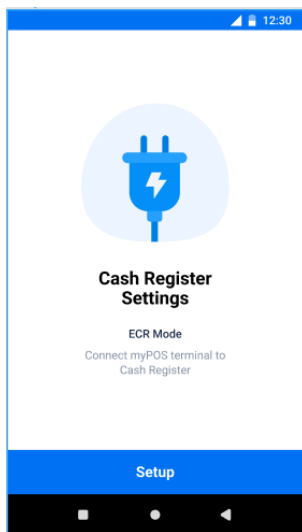 12:30
Cash Register
Settings
ECR Mode
Connect myPOS terminal to
Cash Register
Setup